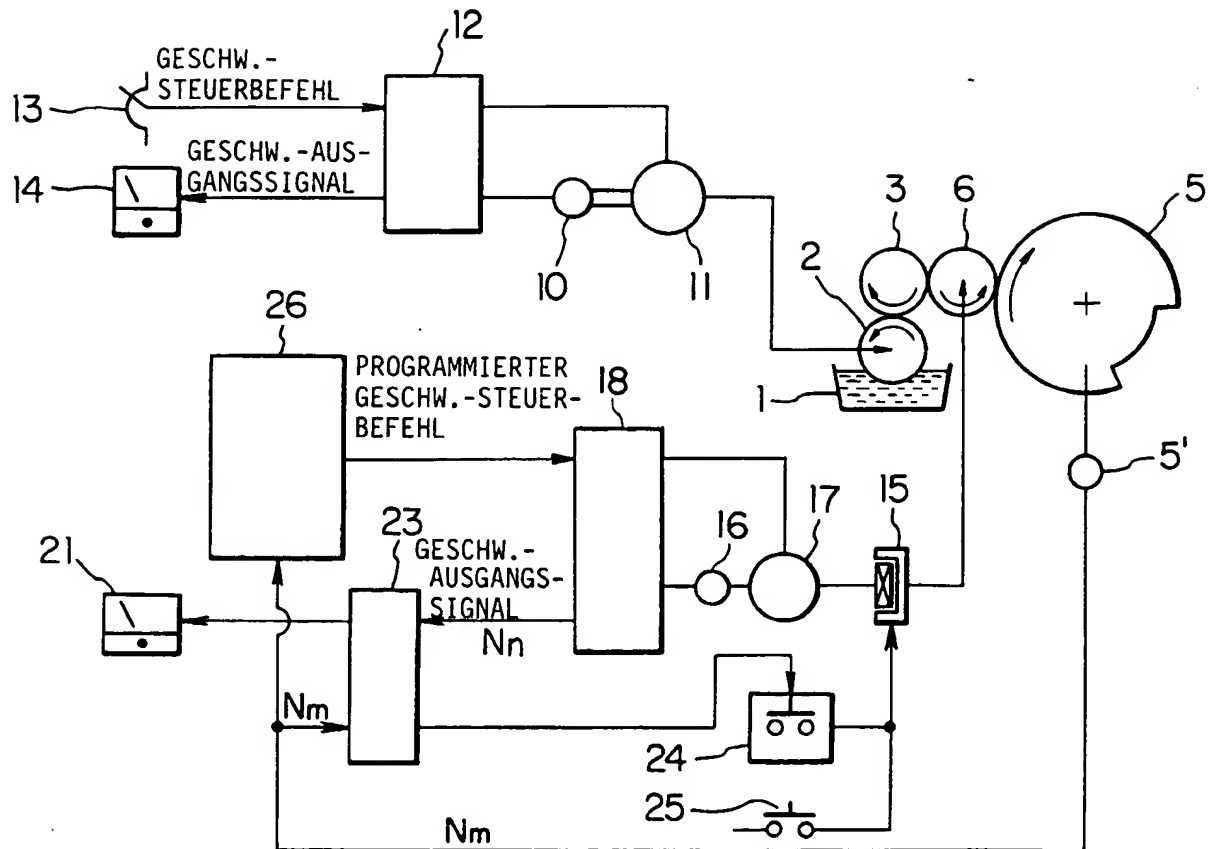 12
GESCHW.-
STEUERBEFEHL
13
GESCHW.-AUS-
GANGSSIGNAL
14
10
11
3
6
5
2
1
26
PROGRAMMIERTER
GESCHW.-STEUER-
BEFEHL
18
5'
15
17
16
23
GESCHW.-
AUSGANGS-
SIGNAL
21
Nn
Nm
24
25
Nm